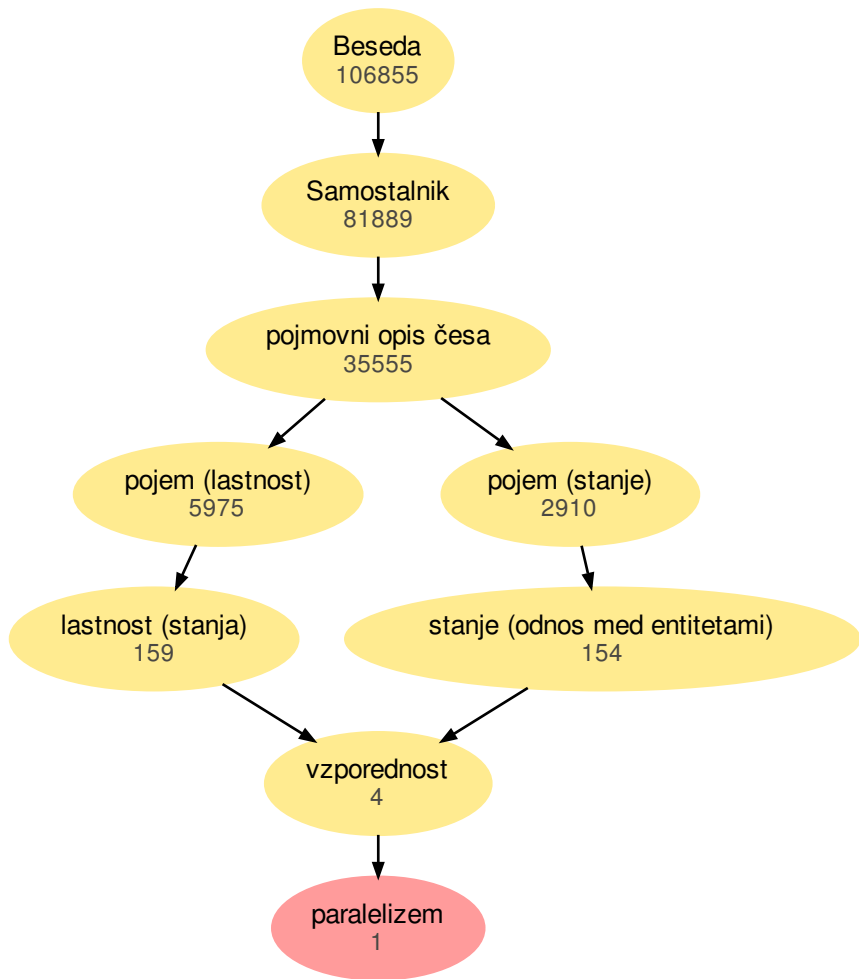 Beseda
106855
Samostalnik
81889
pojmovni opis česa
35555
pojem (lastnost)
5975
pojem (stanje)
2910
lastnost (stanja)
159
stanje (odnos med entitetami)
154
vzporednost
4
paralelizem
1